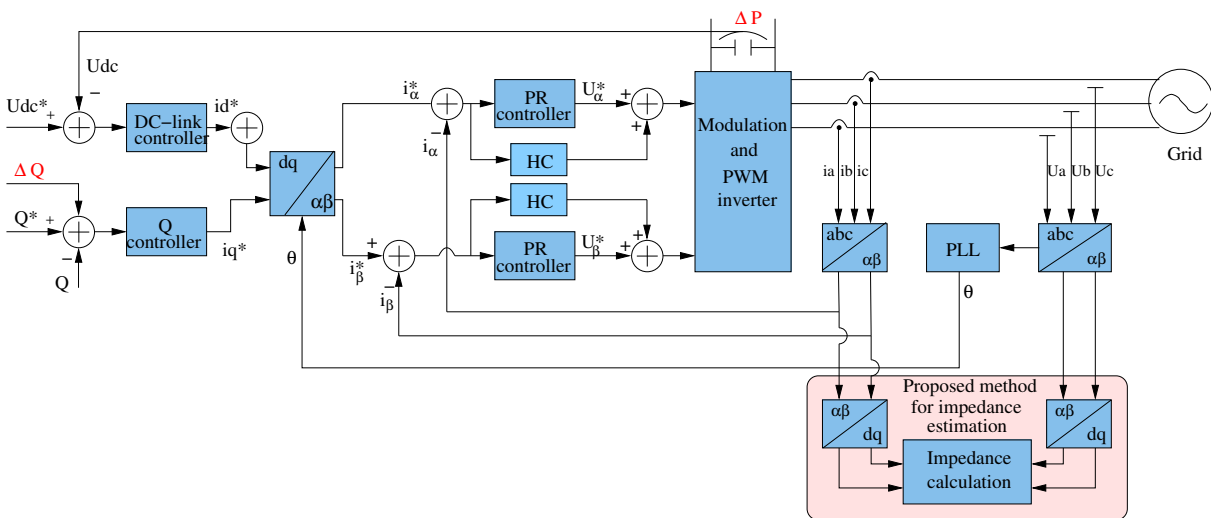 Δ P
Udc
−
Udc*
+
DC−link
controller
id*
Δ Q
Q*
+
−
Q
Q
controller
iq*
dq
αβ
θ
i*α
−
iα
+
i*β
−
iβ
PR
controller
U*α
HC
HC
PR
controller
U*β
+
+
+
+
Modulation
and
PWM
inverter
Grid
ia
ib
ic
Ua
Ub
Uc
abc
αβ
PLL
θ
abc
αβ
Proposed method
for impedance
estimation
αβ
dq
αβ
dq
Impedance
calculation